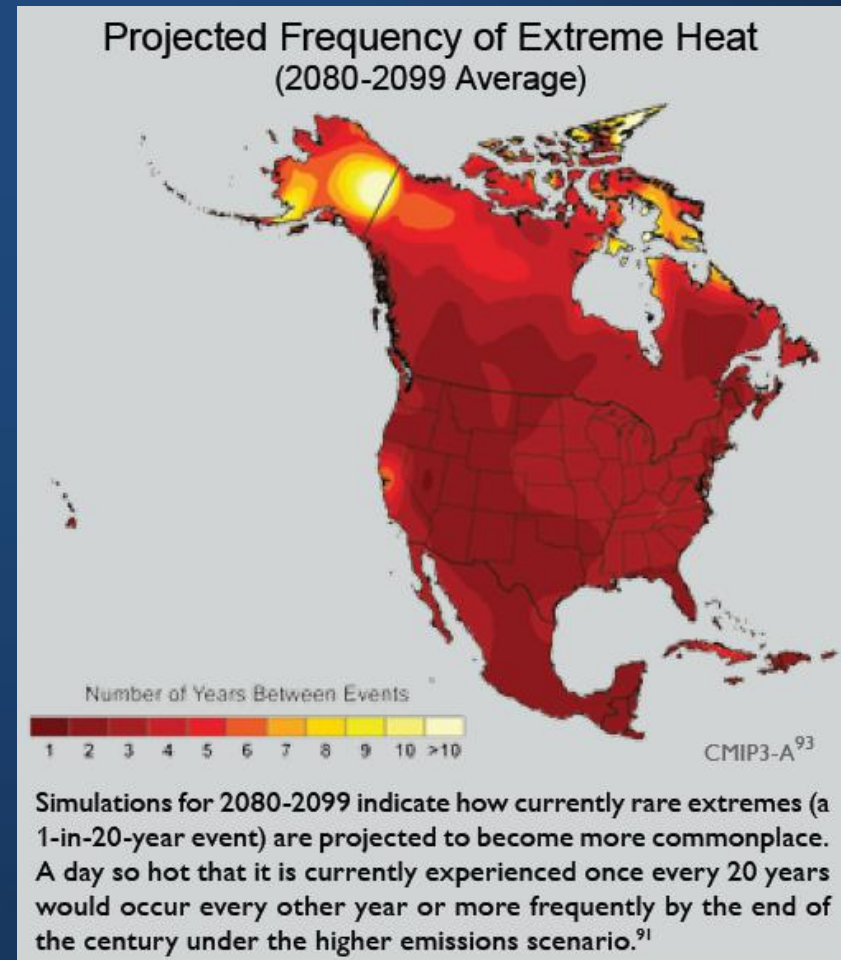 Projected Frequency of Extreme Heat
(2080-2099 Average)
Number of Years Between Events
1 2 3 4 5 6 7 8 9 10 >10
CMIP3-A93
Simulations for 2080-2099 indicate how currently rare extremes (a
1-in-20-year event) are projected to become more commonplace.
A day so hot that it is currently experienced once every 20 years
would occur every other year or more frequently by the end of
the century under the higher emissions scenario.91